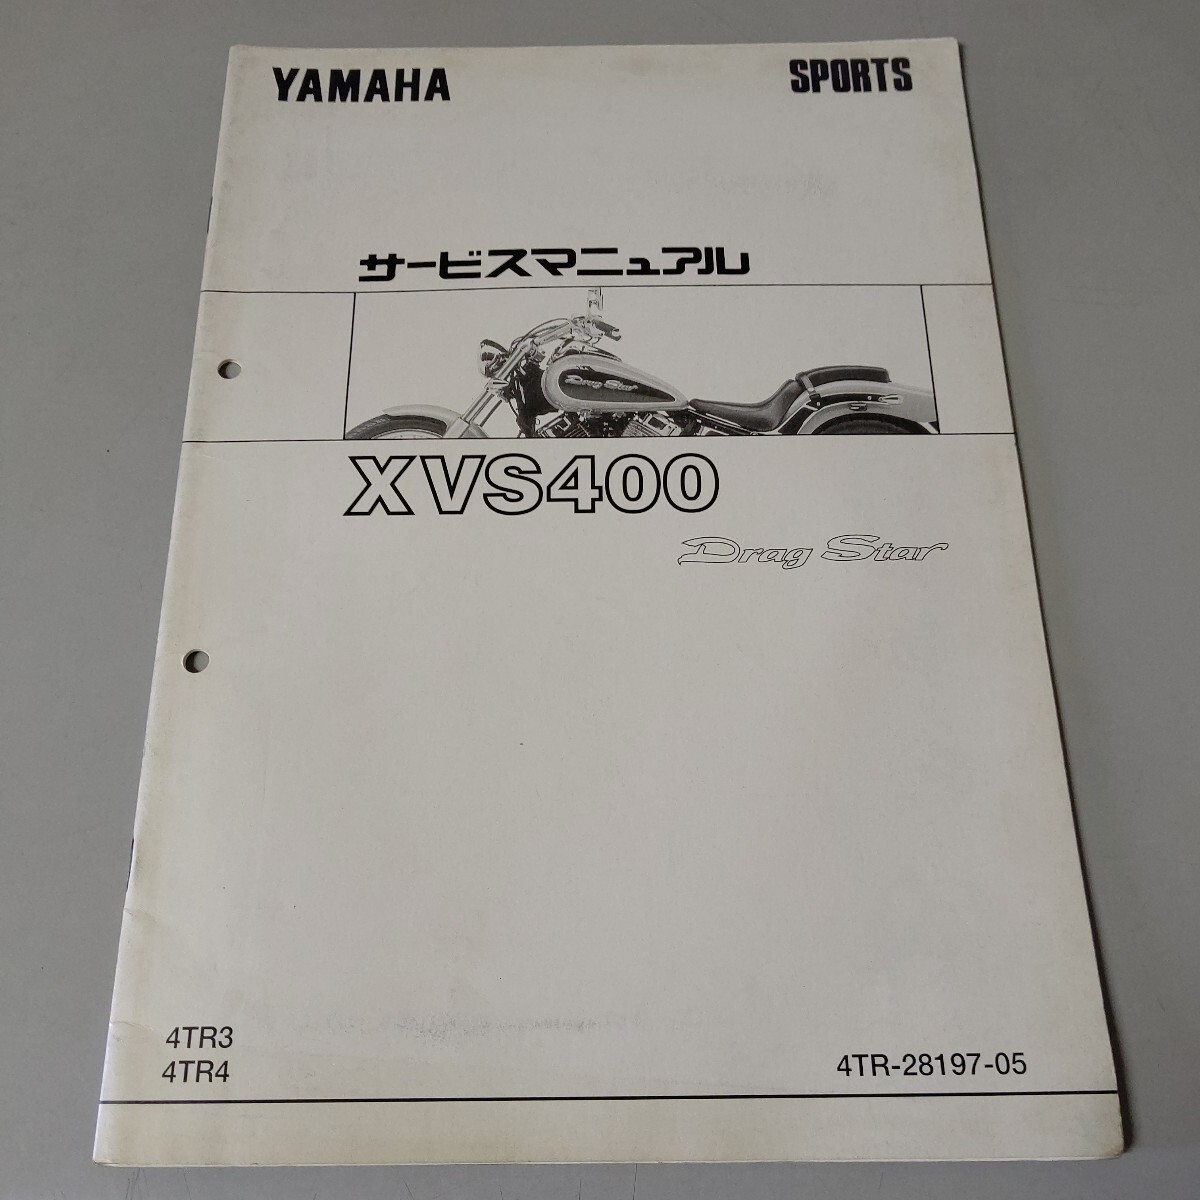 YAMAHA SPORTS
サービスマニュアル
Drag Star
XVS400
Drag Star
4TR3
4TR4 4TR-28197-05